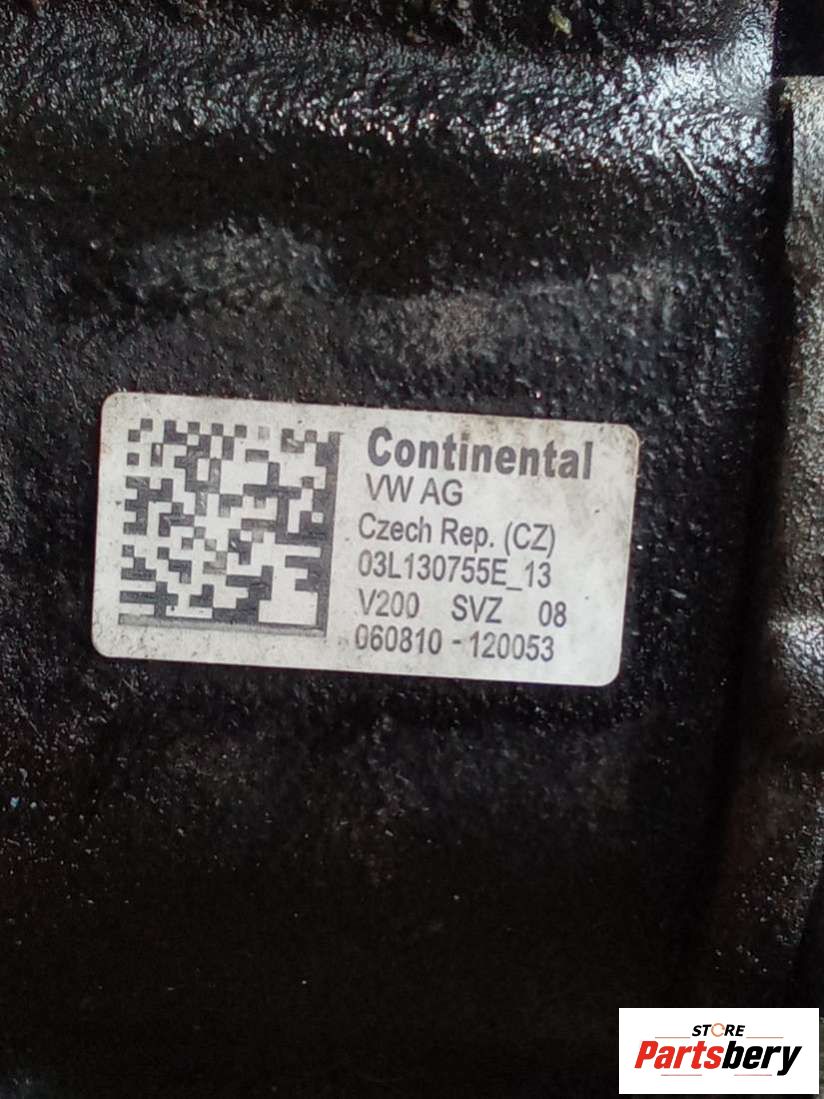 Continental
VW AG
Czech Rep. (CZ)
03L130755E_13
V200 SVZ 08
060810 - 120053
STORE
Partsbery